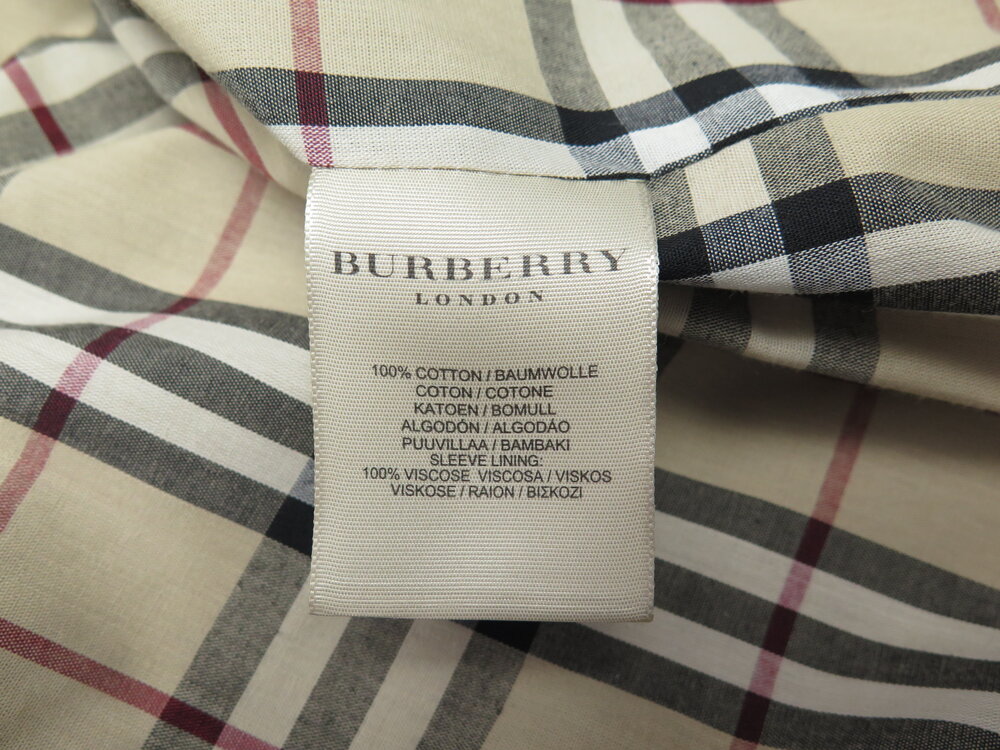 BURBERRY
LONDON
100% COTTON / BAUMWOLLE
COTON / COTONE
KATOEN / BOMULL
ALGODÓN / ALGODÁO
PUUVILLAA / BAMBAKI
SLEEVE LINING:
100% VISCOSE VISCOSA / VISKOS
VISKOSE / RAION / ΒΙΣΚΟΖΙ